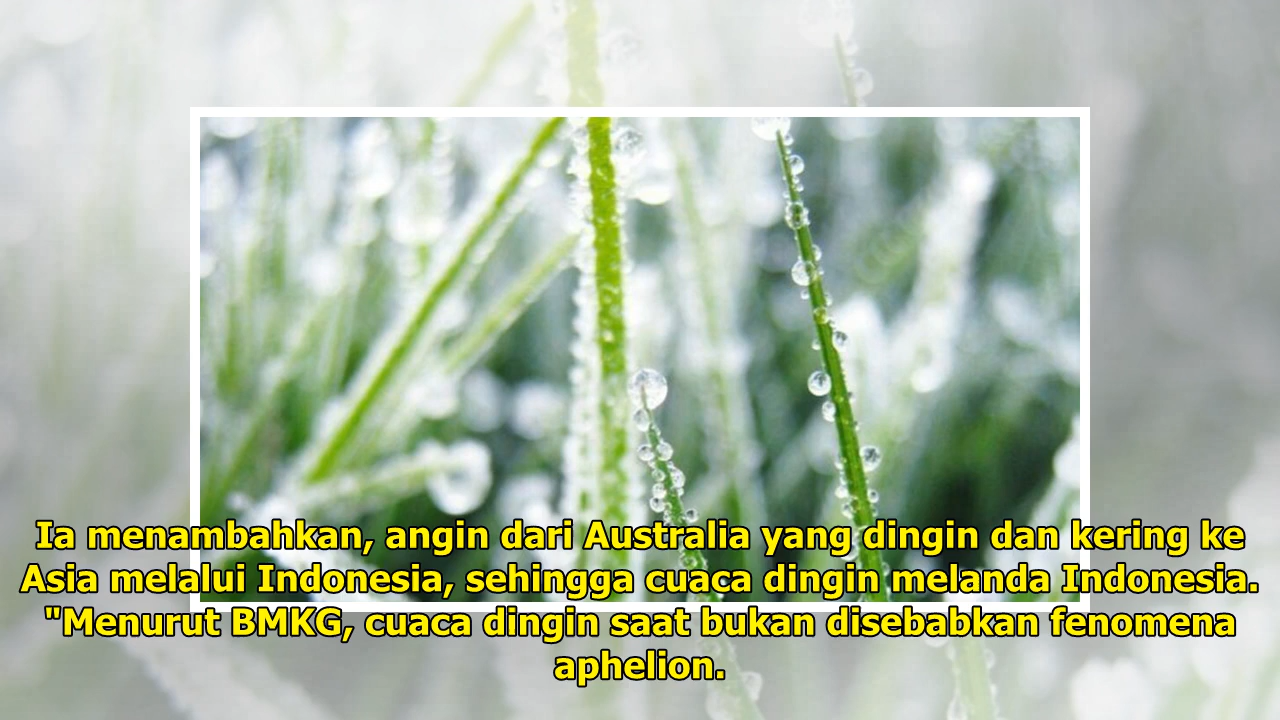 Ia menambahkan, angin dari Australia yang dingin dan kering ke
Asia melalui Indonesia, sehingga cuaca dingin melanda Indonesia.
"Menurut BMKG, cuaca dingin saat bukan disebabkan fenomena
aphelion.